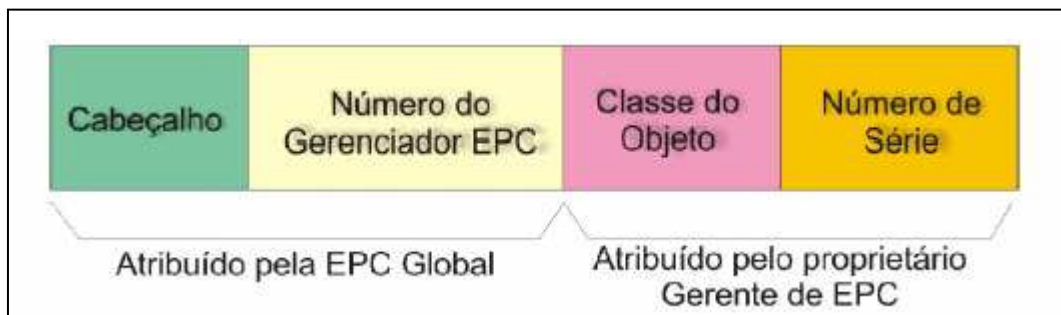 Cabeçalho
Número do
Gerenciador EPC
Classe do
Objeto
Número de
Série
Atribuído pela EPC Global
Atribuído pelo proprietário
Gerente de EPC